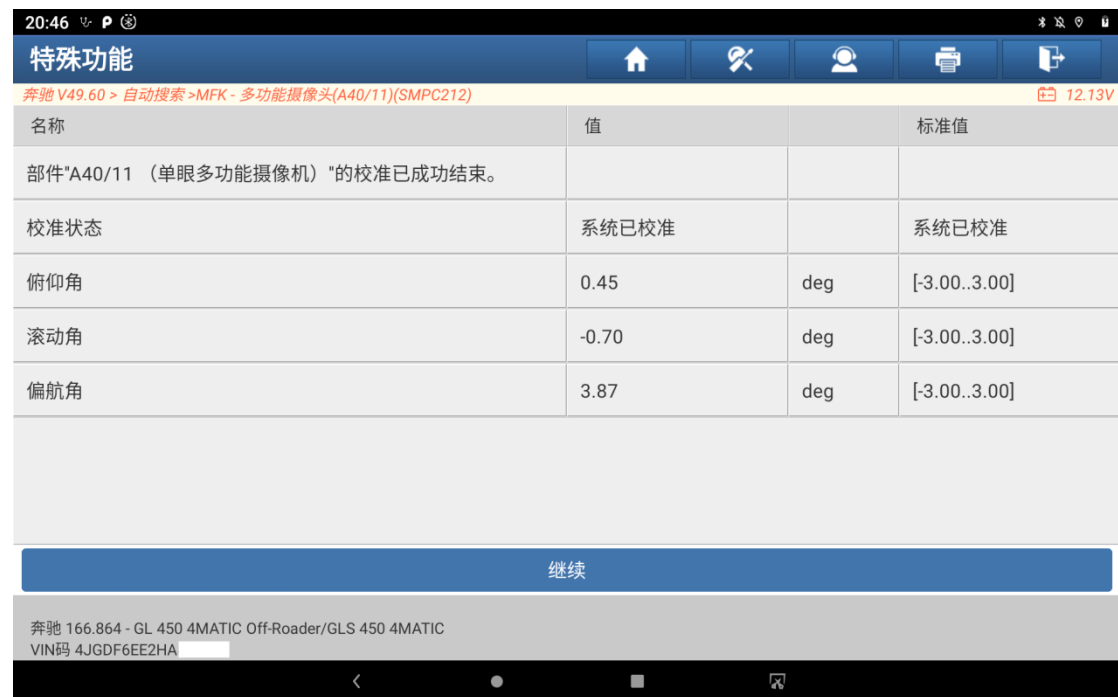 20:46
特殊功能
奔驰 V49.60 > 自动搜索 >MFK - 多功能摄像头(A40/11)(SMPC212) 12.13V
名称 值 标准值
部件"A40/11 （单眼多功能摄像机）"的校准已成功结束。
校准状态 系统已校准 系统已校准
俯仰角 0.45 deg [-3.00..3.00]
滚动角 -0.70 deg [-3.00..3.00]
偏航角 3.87 deg [-3.00..3.00]
继续
奔驰 166.864 - GL 450 4MATIC Off-Roader/GLS 450 4MATIC
VIN码 4JGDF6EE2HA